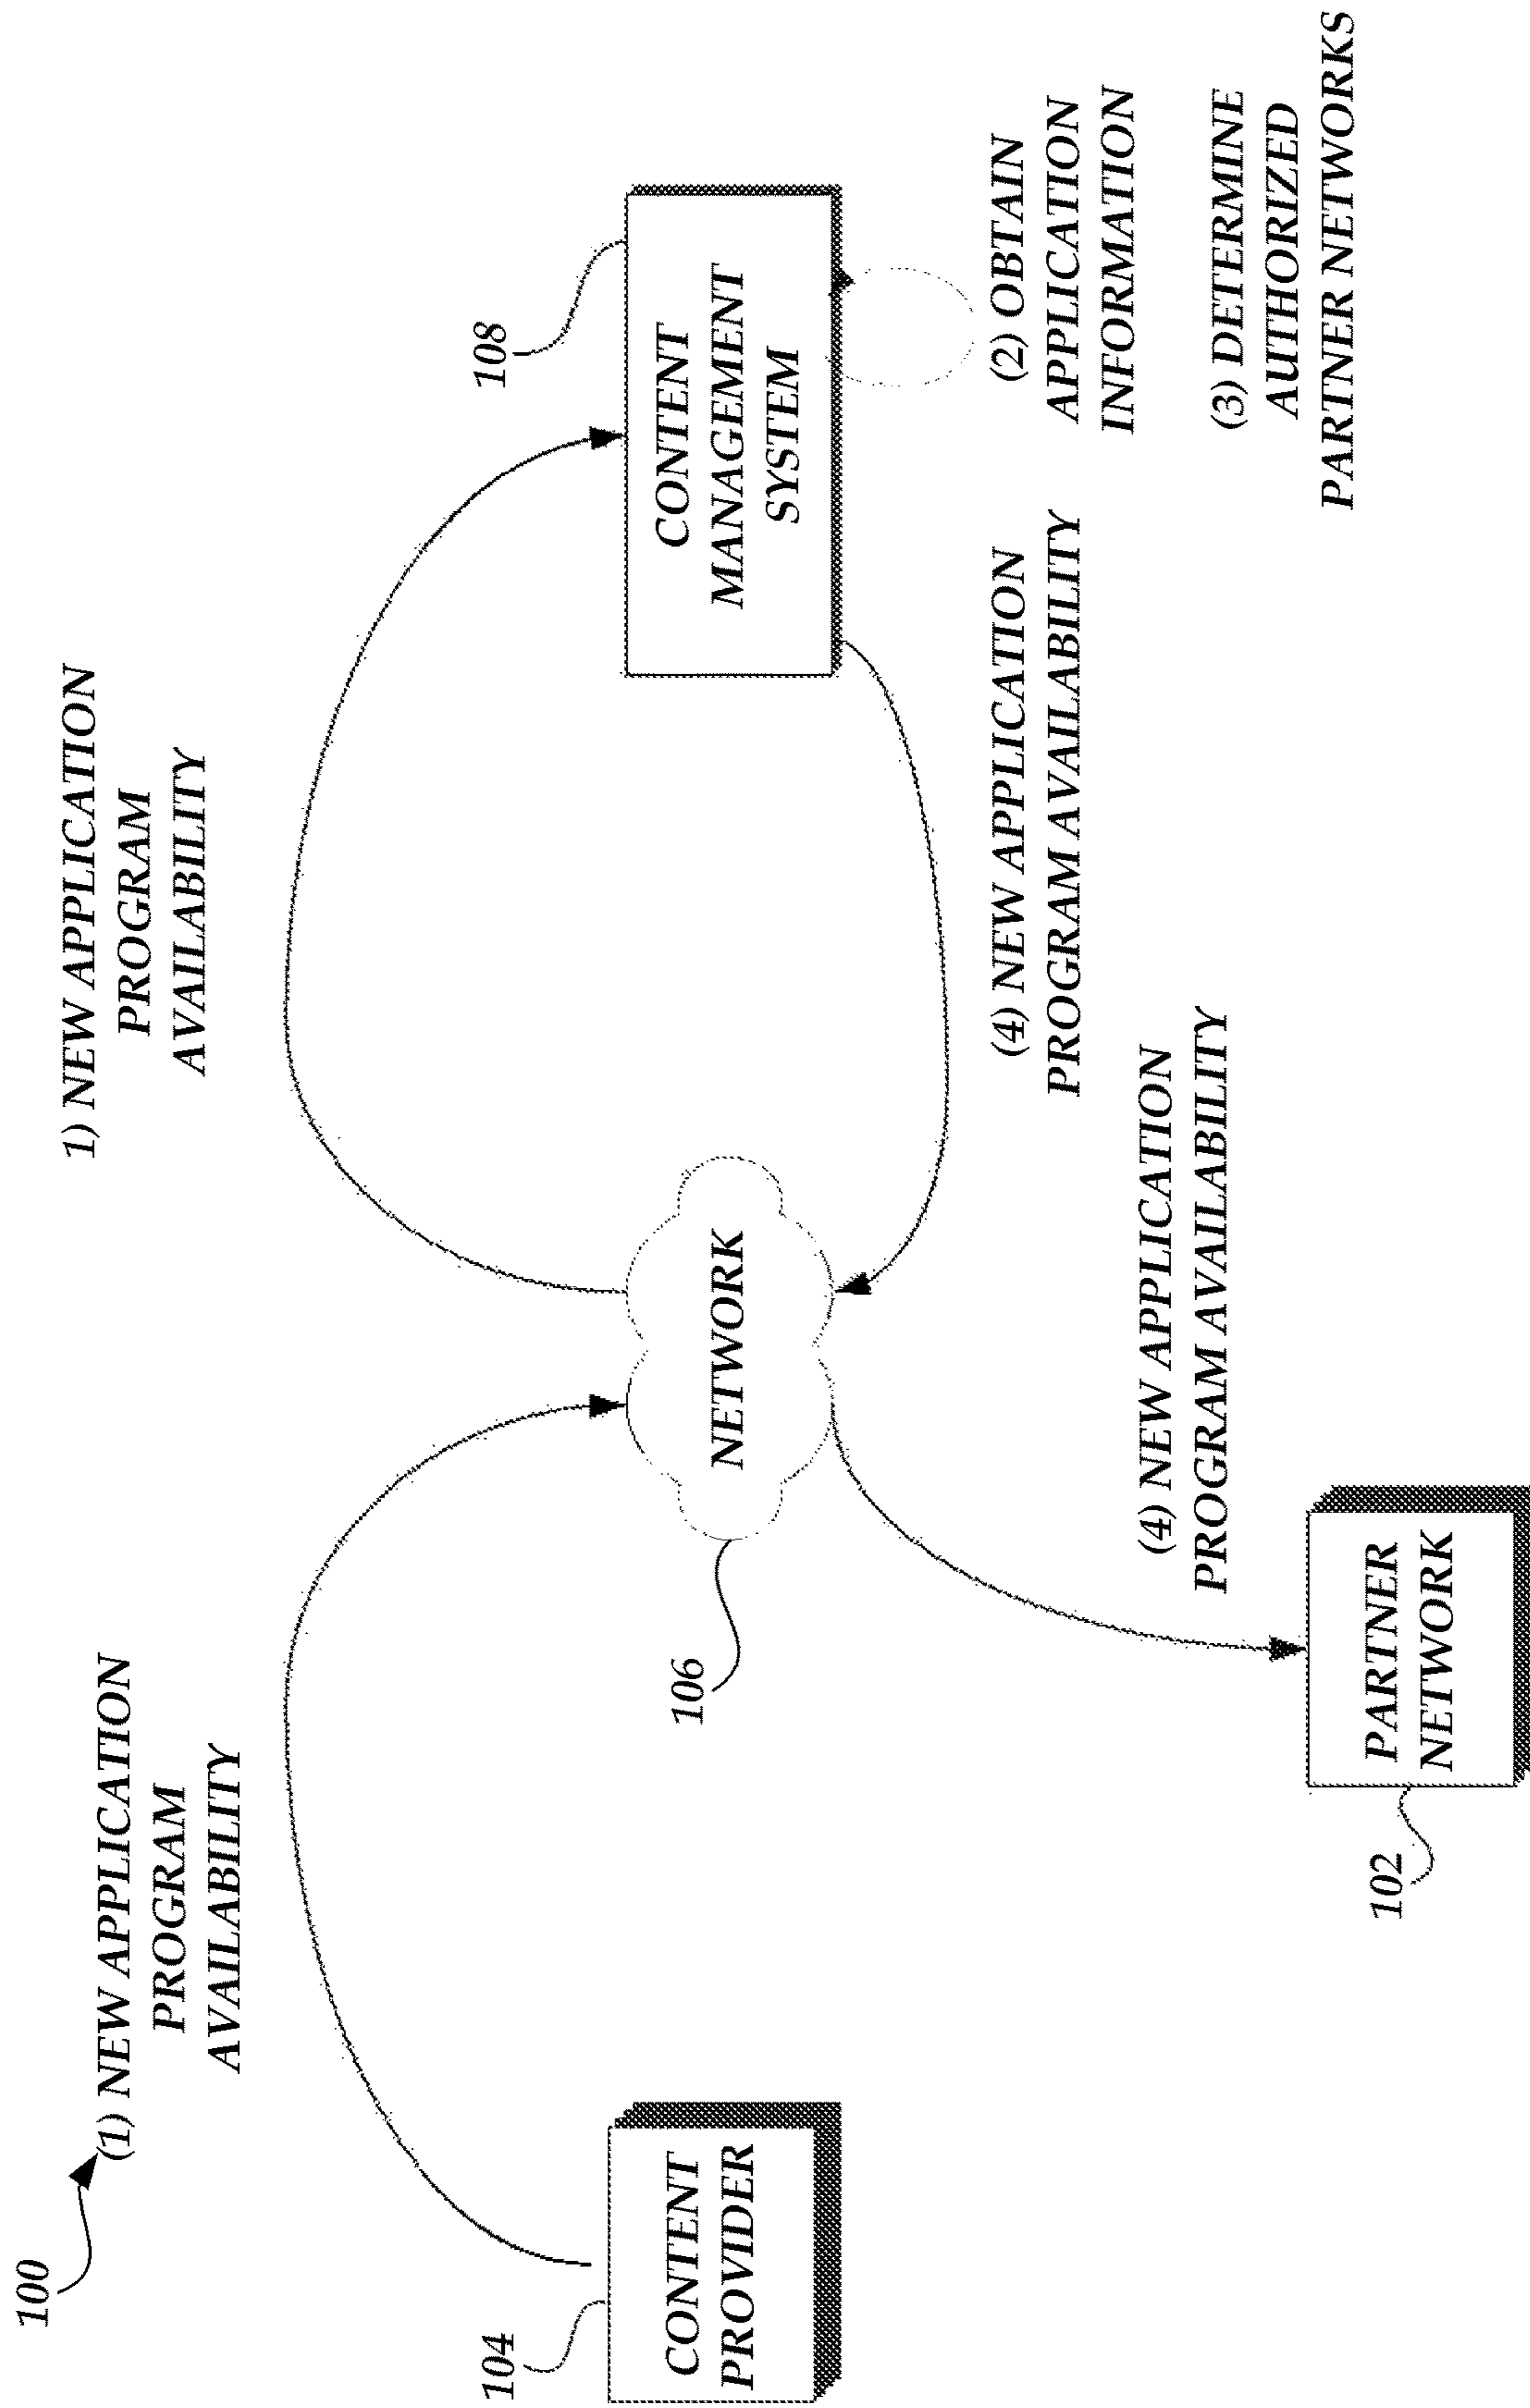 100
(1) NEW APPLICATION
PROGRAM
AVAILABILITY
1) NEW APPLICATION
PROGRAM
AVAILABILITY
104
CONTENT
PROVIDER
106
NETWORK
108
CONTENT
MANAGEMENT
SYSTEM
(2) OBTAIN
APPLICATION
INFORMATION
(3) DETERMINE
AUTHORIZED
PARTNER NETWORKS
(4) NEW APPLICATION
PROGRAM AVAILABILITY
(4) NEW APPLICATION
PROGRAM AVAILABILITY
102
PARTNER
NETWORK